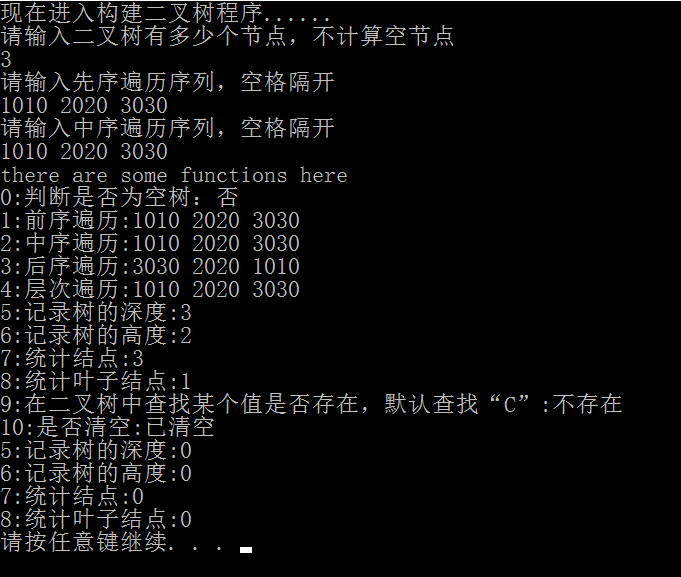 现在进入构建二叉树程序......
请输入二叉树有多少个节点，不计算空节点
3
请输入先序遍历序列，空格隔开
1010 2020 3030
请输入中序遍历序列，空格隔开
1010 2020 3030
there are some functions here
0:判断是否为空树：否
1:前序遍历:1010 2020 3030
2:中序遍历:1010 2020 3030
3:后序遍历:3030 2020 1010
4:层次遍历:1010 2020 3030
5:记录树的深度:3
6:记录树的高度:2
7:统计结点:3
8:统计叶子结点:1
9:在二叉树中查找某个值是否存在，默认查找“C”:不存在
10:是否清空:已清空
5:记录树的深度:0
6:记录树的高度:0
7:统计结点:0
8:统计叶子结点:0
请按任意键继续. . .